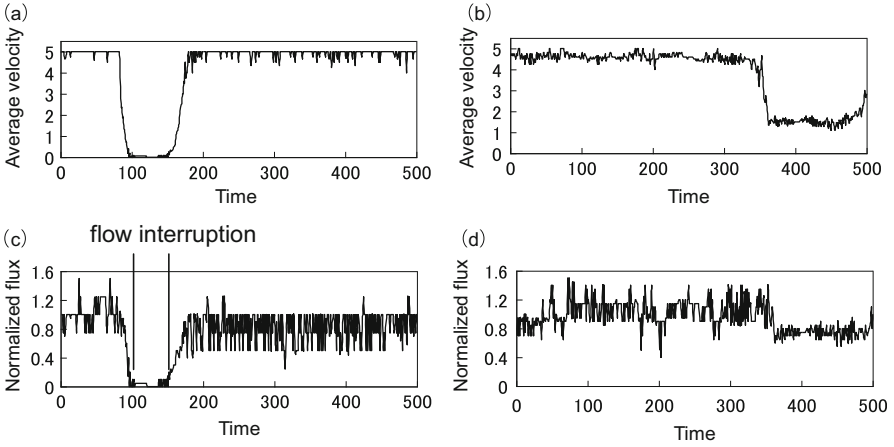 (a)
Average velocity
5
4
3
2
1
0
0 100 200 300 400 500
Time
(b)
Average velocity
5
4
3
2
1
0
0 100 200 300 400 500
Time
(c)
flow interruption
Normalized flux
1.6
1.2
0.8
0.4
0
0 100 200 300 400 500
Time
(d)
Normalized flux
1.6
1.2
0.8
0.4
0
0 100 200 300 400 500
Time